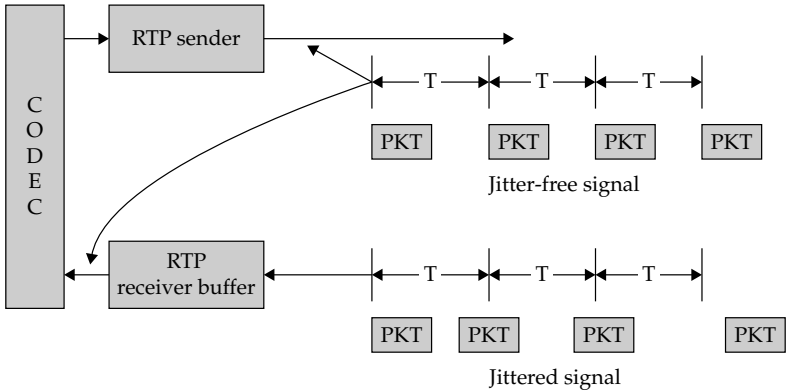 C
O
D
E
C
RTP sender
T T T
PKT PKT PKT PKT
Jitter-free signal
RTP
receiver buffer
T T T
PKT PKT PKT PKT
Jittered signal